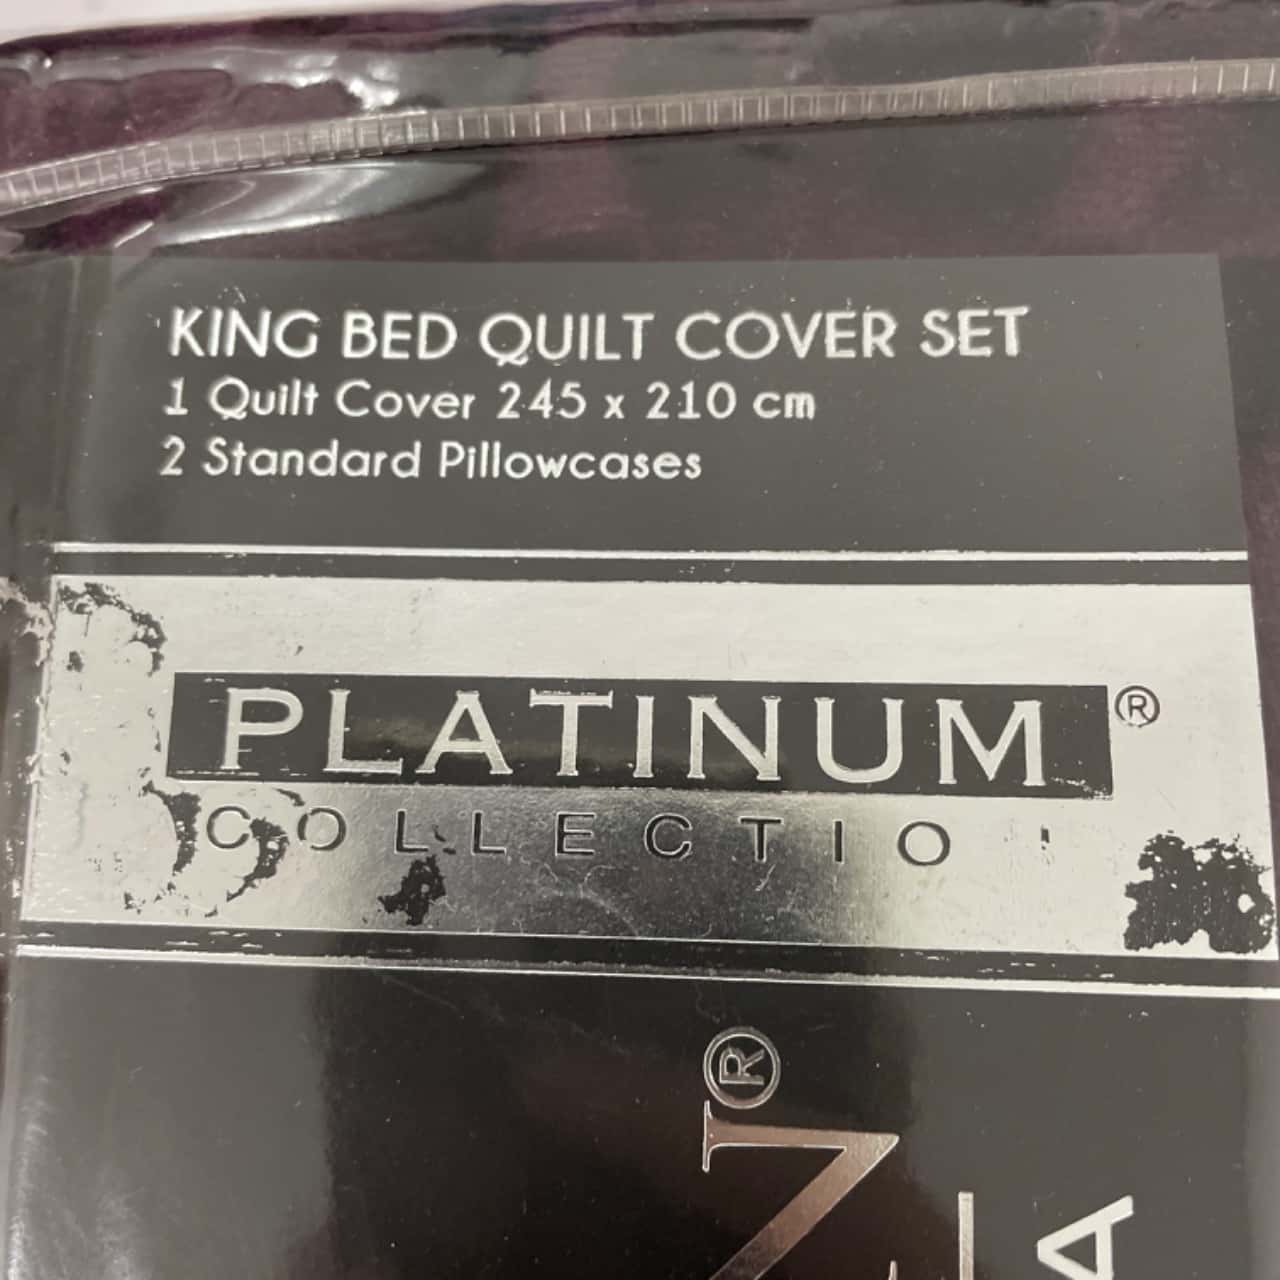 KING BED QUILT COVER SET
1 Quilt Cover 245 x 210 cm
2 Standard Pillowcases
PLATINUM®
COLLECTIO
N®
A